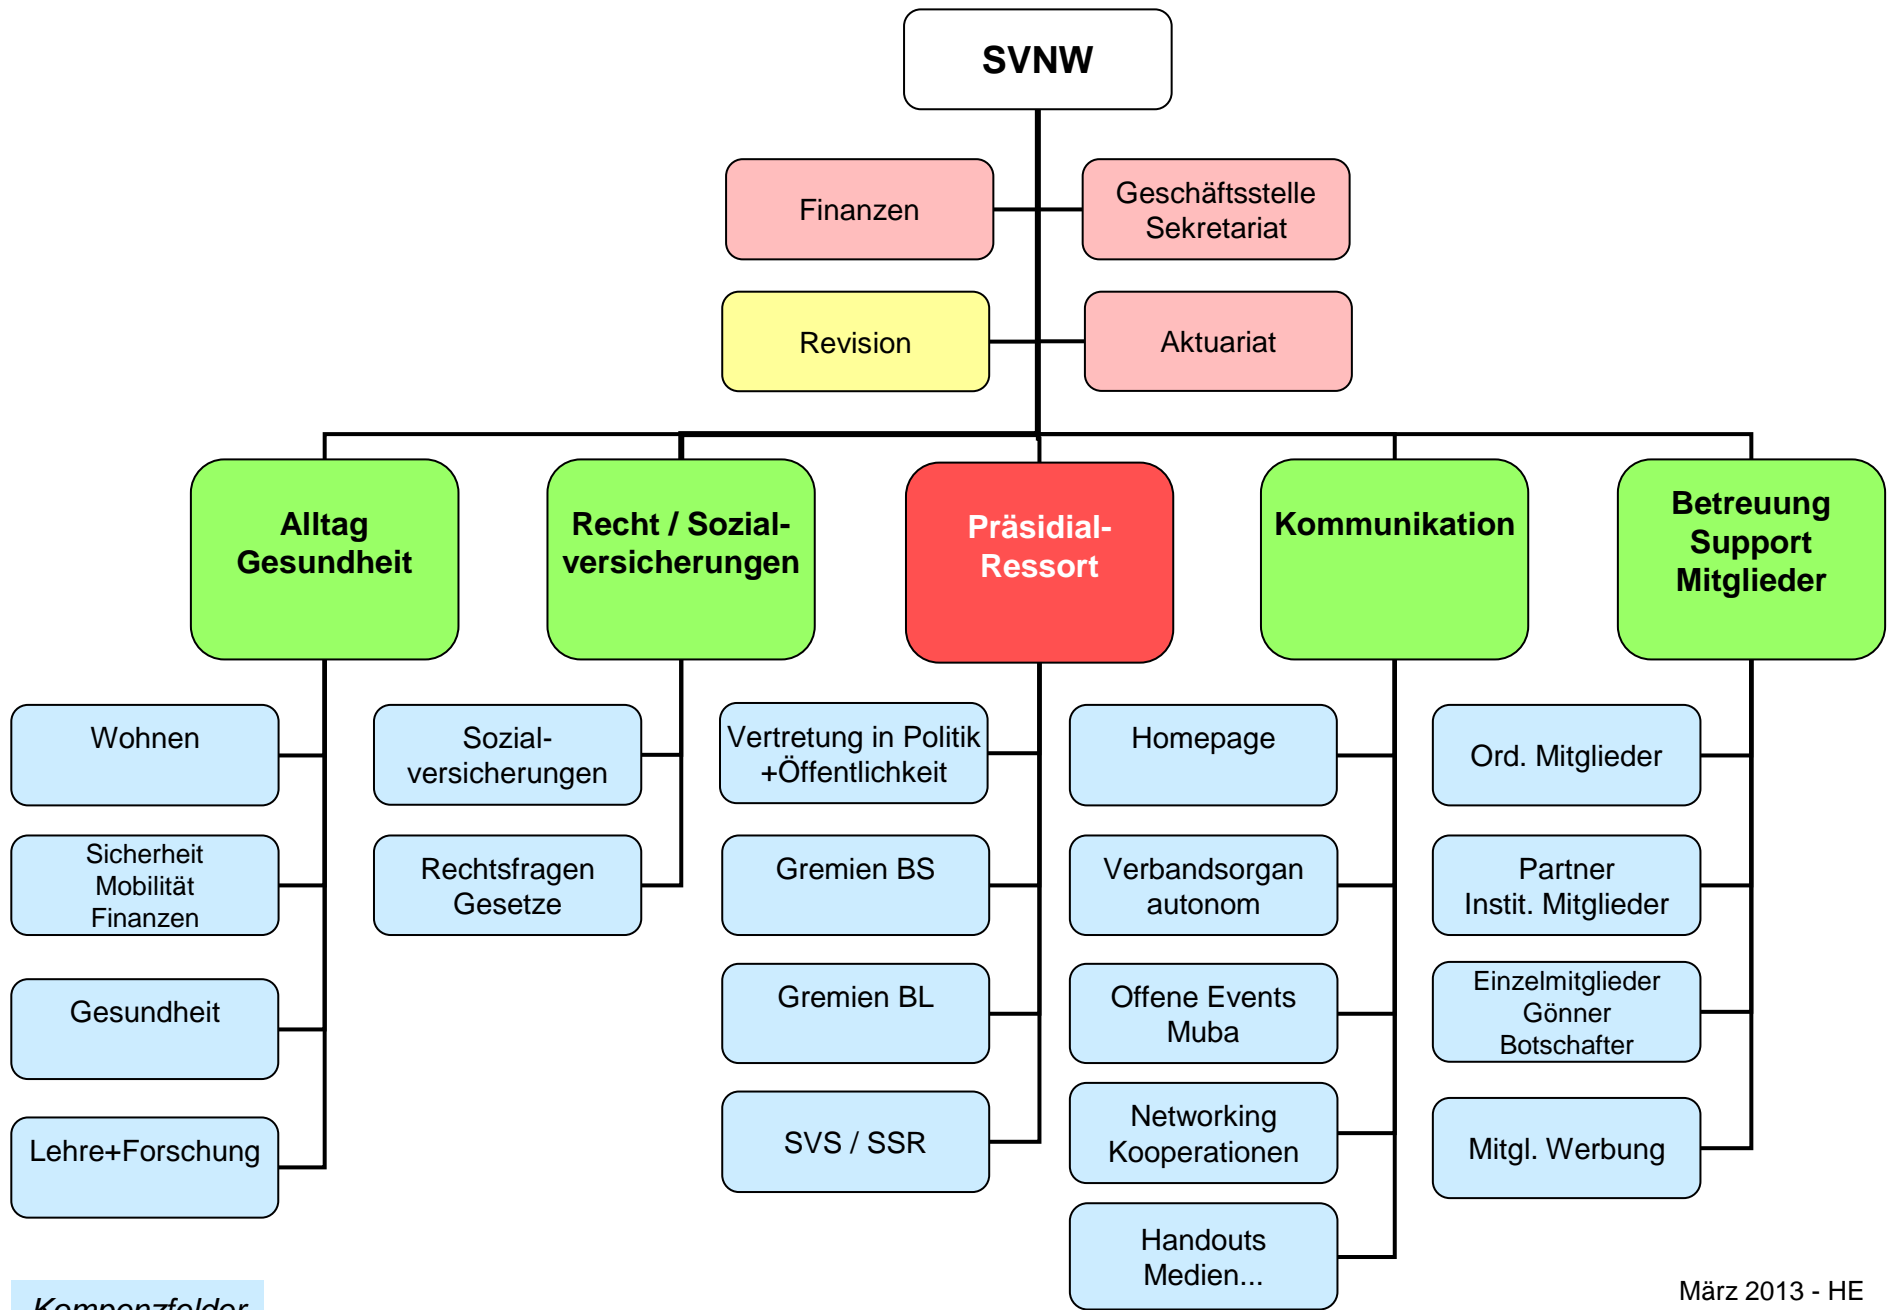 SVNW
Finanzen
Geschäftsstelle
Sekretariat
Revision
Aktuariat
Alltag
Gesundheit
Recht / Sozial-
versicherungen
Präsidial-
Ressort
Kommunikation
Betreuung
Support
Mitglieder
Wohnen
Sicherheit
Mobilität
Finanzen
Gesundheit
Lehre+Forschung
Sozial-
versicherungen
Rechtsfragen
Gesetze
Vertretung in Politik
+Öffentlichkeit
Gremien BS
Gremien BL
SVS / SSR
Homepage
Verbandsorgan
autonom
Offene Events
Muba
Networking
Kooperationen
Handouts
Medien...
Ord. Mitglieder
Partner
Instit. Mitglieder
Einzelmitglieder
Gönner
Botschafter
Mitgl. Werbung
Kompenzfelder
März 2013 - HE